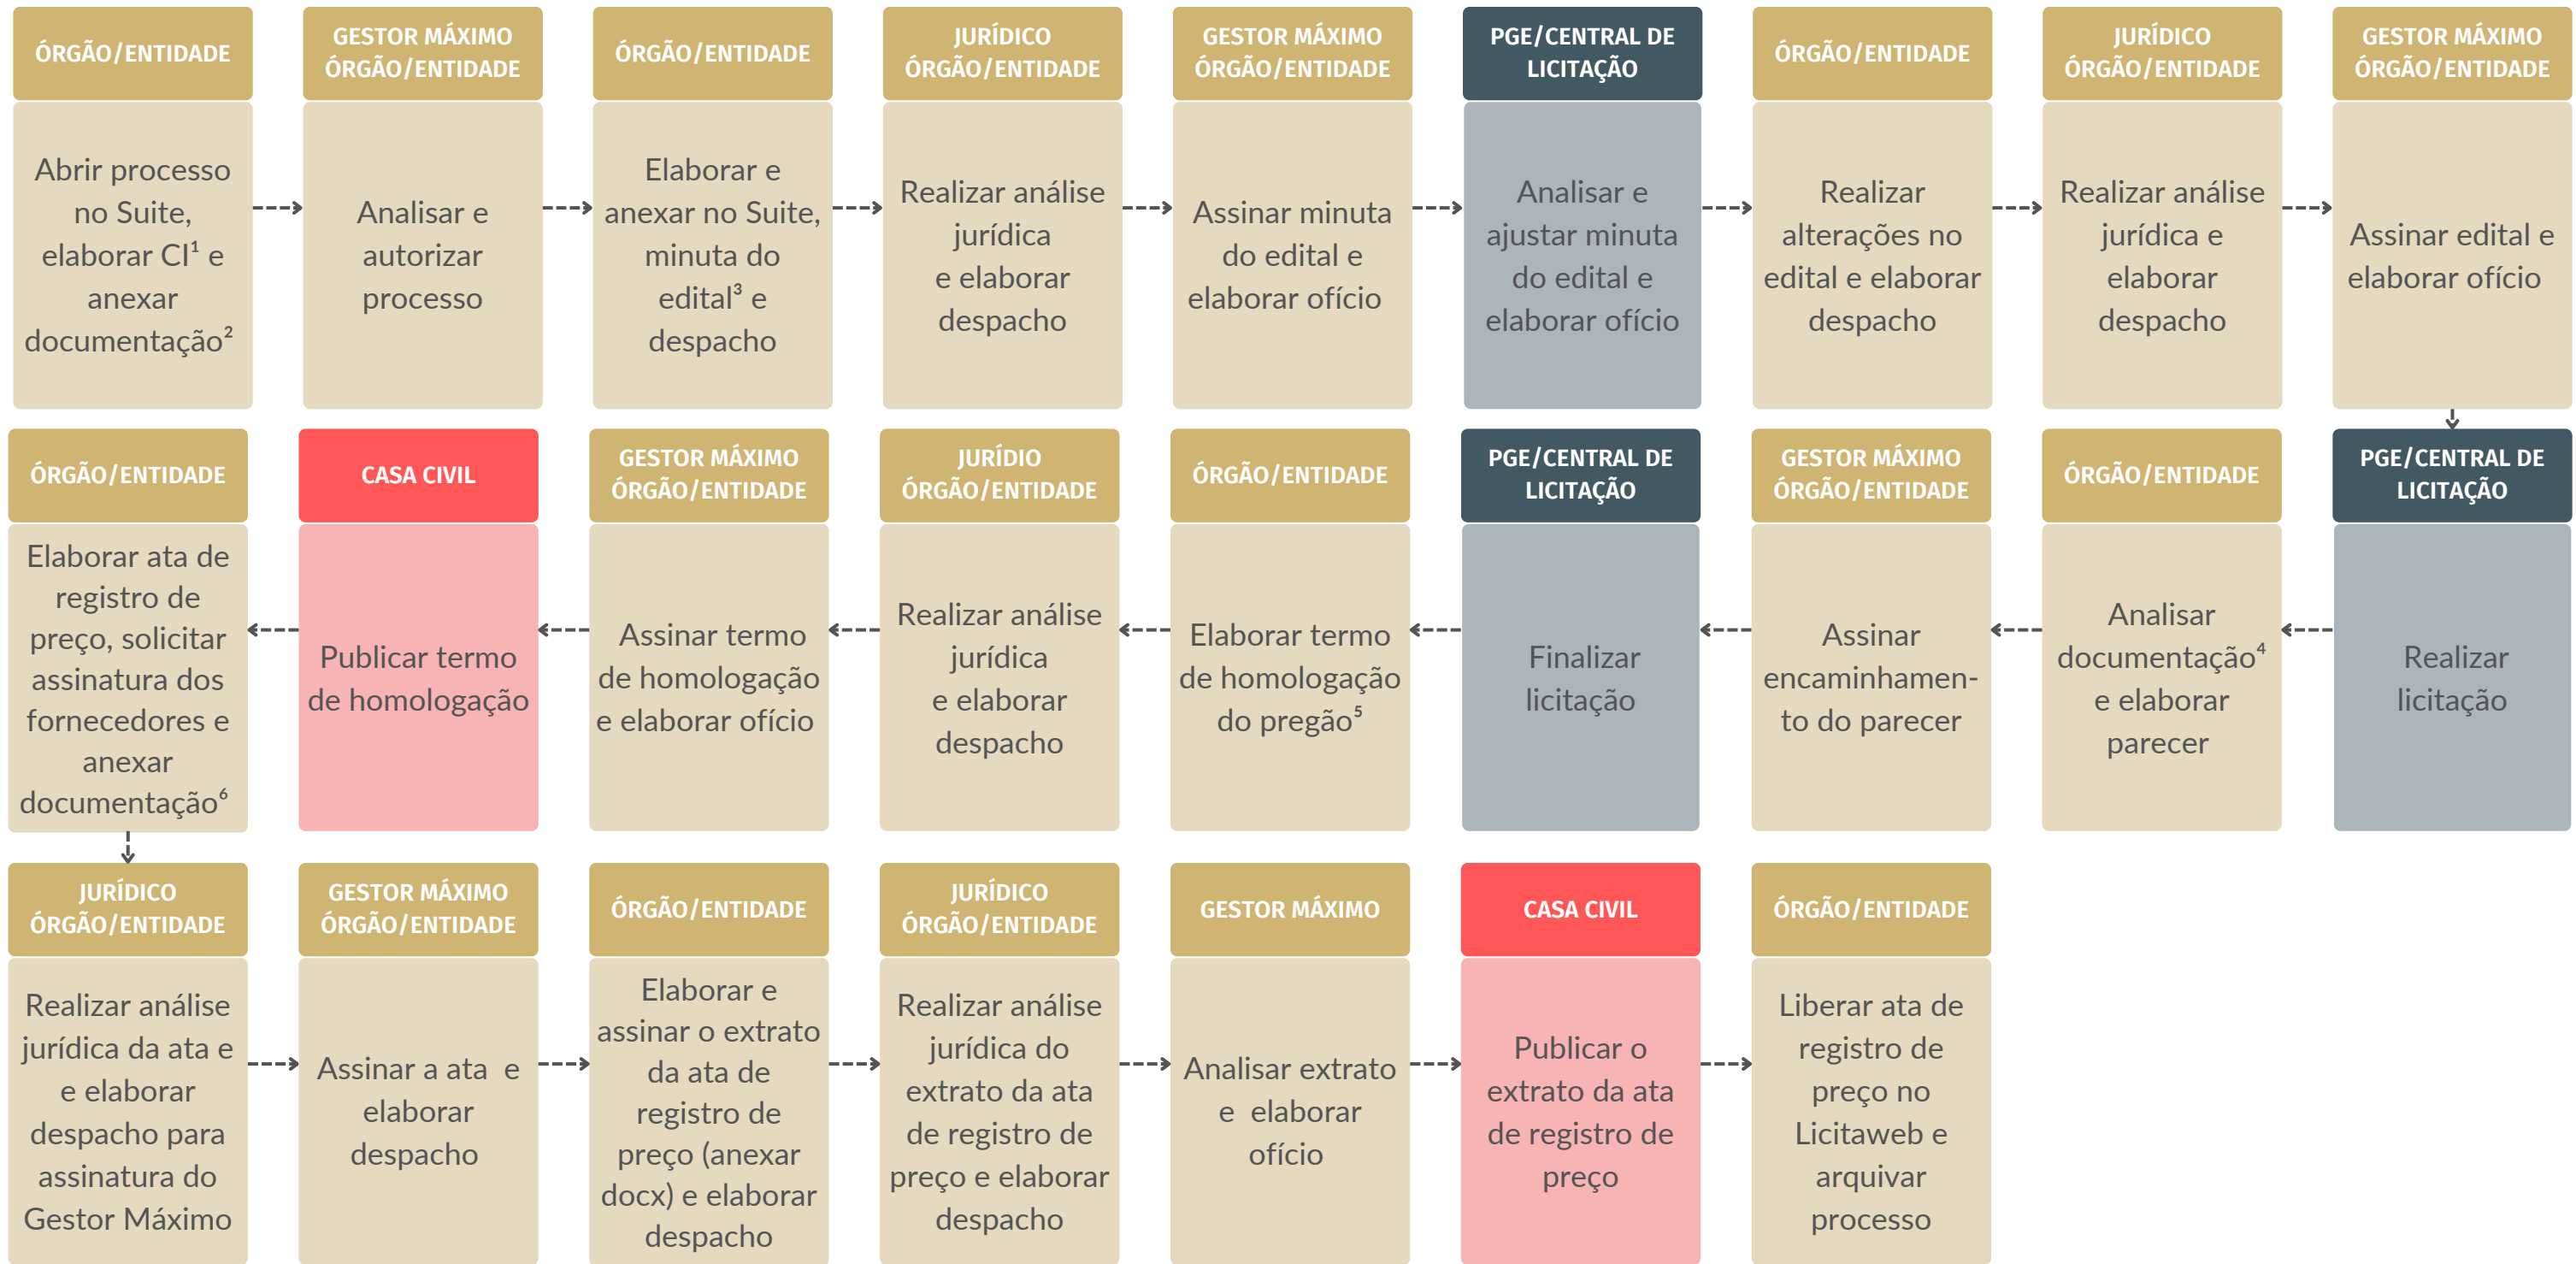 ÓRGÃO/ENTIDADE
Abrir processo
no Suite,
elaborar CI¹ e
anexar
documentação²
GESTOR MÁXIMO
ÓRGÃO/ENTIDADE
Analisar e
autorizar
processo
ÓRGÃO/ENTIDADE
Elaborar e
anexar no Suite,
minuta do
edital³ e
despacho
JURÍDICO
ÓRGÃO/ENTIDADE
Realizar análise
jurídica
e elaborar
despacho
GESTOR MÁXIMO
ÓRGÃO/ENTIDADE
Assinar minuta
do edital e
elaborar ofício
PGE/CENTRAL DE
LICITAÇÃO
Analisar e
ajustar minuta
do edital e
elaborar ofício
ÓRGÃO/ENTIDADE
Realizar
alterações no
edital e elaborar
despacho
JURÍDICO
ÓRGÃO/ENTIDADE
Realizar análise
jurídica e
elaborar
despacho
GESTOR MÁXIMO
ÓRGÃO/ENTIDADE
Assinar edital e
elaborar ofício
PGE/CENTRAL DE
LICITAÇÃO
Realizar
licitação
ÓRGÃO/ENTIDADE
Analisar
documentação⁴
e elaborar
parecer
GESTOR MÁXIMO
ÓRGÃO/ENTIDADE
Assinar
encaminhamen-
to do parecer
PGE/CENTRAL DE
LICITAÇÃO
Finalizar
licitação
ÓRGÃO/ENTIDADE
Elaborar termo
de homologação
do pregão⁵
JURÍDIO
ÓRGÃO/ENTIDADE
Realizar análise
jurídica
e elaborar
despacho
GESTOR MÁXIMO
ÓRGÃO/ENTIDADE
Assinar termo
de homologação
e elaborar ofício
CASA CIVIL
Publicar termo
de homologação
ÓRGÃO/ENTIDADE
Elaborar ata de
registro de
preço, solicitar
assinatura dos
fornecedores e
anexar
documentação⁶
JURÍDICO
ÓRGÃO/ENTIDADE
Realizar análise
jurídica da ata e
e elaborar
despacho para
assinatura do
Gestor Máximo
GESTOR MÁXIMO
ÓRGÃO/ENTIDADE
Assinar a ata e
elaborar
despacho
ÓRGÃO/ENTIDADE
Elaborar e
assinar o extrato
da ata de
registro de
preço (anexar
docx) e elaborar
despacho
JURÍDICO
ÓRGÃO/ENTIDADE
Realizar análise
jurídica do
extrato da ata
de registro de
preço e elaborar
despacho
GESTOR MÁXIMO
Analisar extrato
e elaborar
ofício
CASA CIVIL
Publicar o
extrato da ata
de registro de
preço
ÓRGÃO/ENTIDADE
Liberar ata de
registro de
preço no
Licitaweb e
arquivar
processo